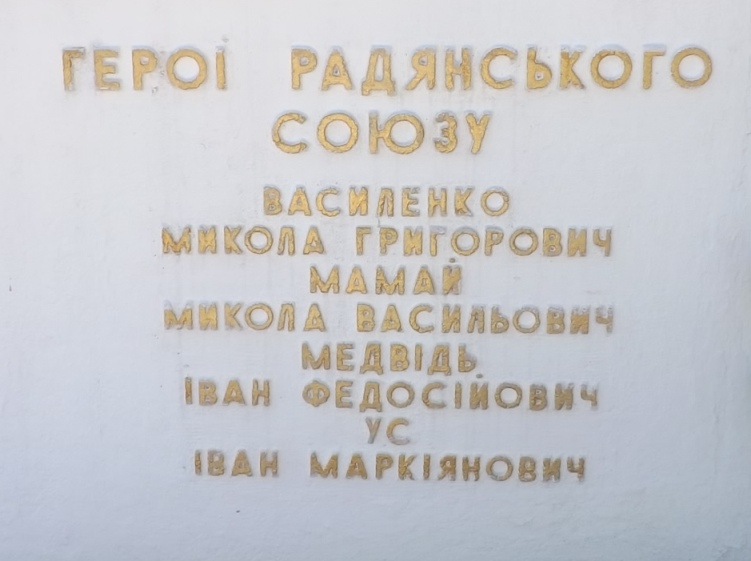 ГЕРОЇ РАДЯНСЬКОГО
СОЮЗУ
ВАСИЛЕНКО
МИКОЛА ГРИГОРОВИЧ
МАМАЙ
МИКОЛА ВАСИЛЬОВИЧ
МЕДВІДЬ
ІВАН ФЕДОСІЙОВИЧ
УС
ІВАН МАРКІЯНОВИЧ